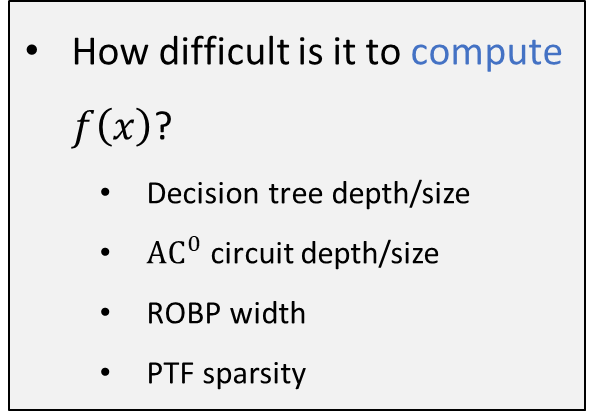 • How difficult is it to compute
f(x)?
• Decision tree depth/size
• AC⁰ circuit depth/size
• ROBP width
• PTF sparsity